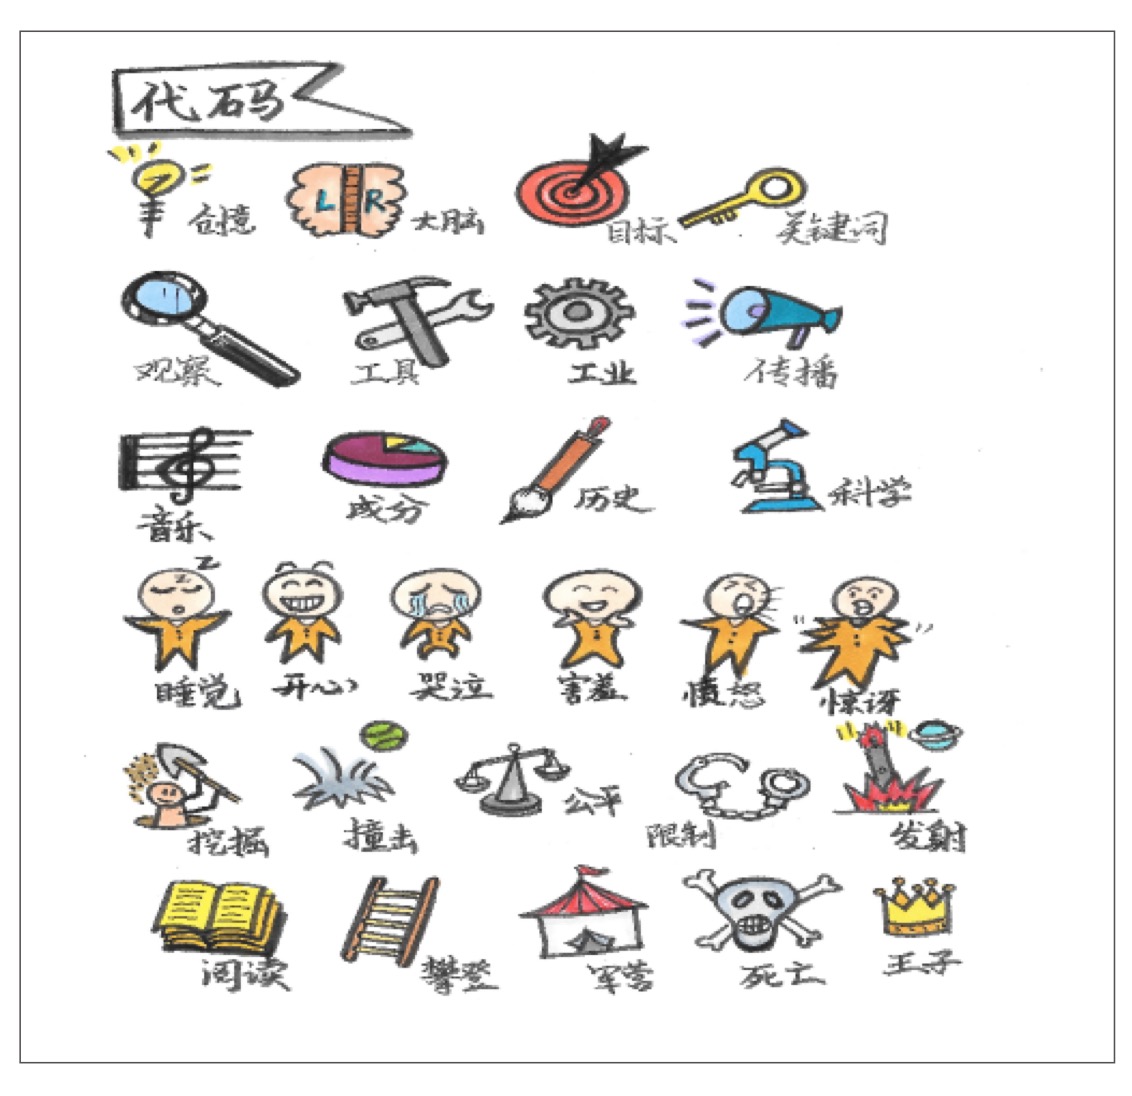 代码
创意 L R 大脑 目标 关键词
观察 工具 工业 传播
音乐 成分 历史 科学
z z
睡觉 开心 哭泣 害羞 愤怒 惊讶
挖掘 撞击 公平 限制 发射
阅读 攀登 军营 死亡 王子